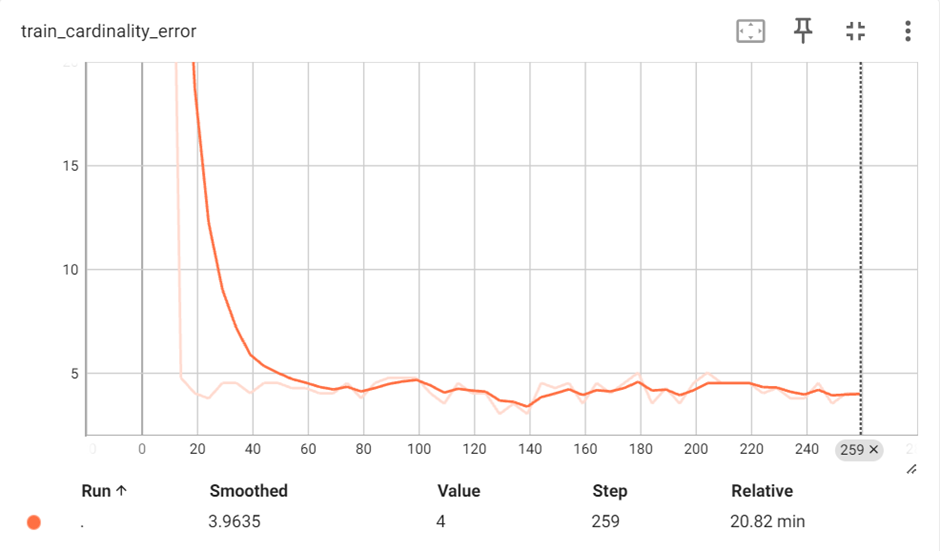 train_cardinality_error
15
10
5
0 20 40 60 80 100 120 140 160 180 200 220 240 259 ✕
Run ↑ Smoothed Value Step Relative
. 3.9635 4 259 20.82 min